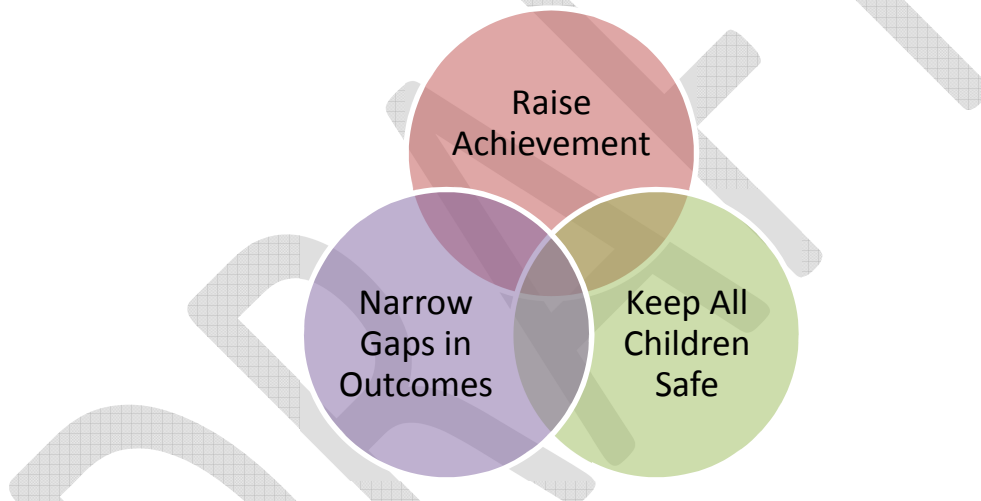 Raise
Achievement
Narrow
Gaps in
Outcomes
Keep All
Children
Safe